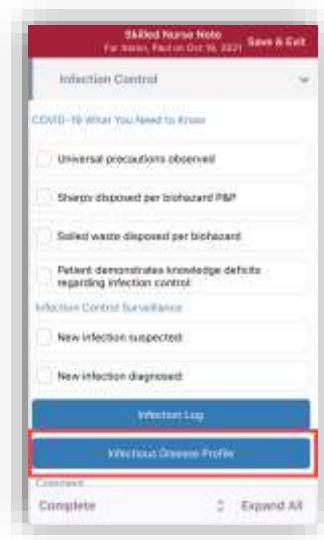 Skilled Nurse Note
Save & Exit
Infection Control
COVID-19 What You Need to Know
Universal precautions observed
Sharps disposed per biohazard P&P
Soiled waste disposed per biohazard
Patient demonstrates knowledge deficits
regarding infection control
Infection Control Surveillance
New infection suspected:
New infection diagnosed:
Infection Log
Infectious Disease Profile
Comment
Complete
Expand All